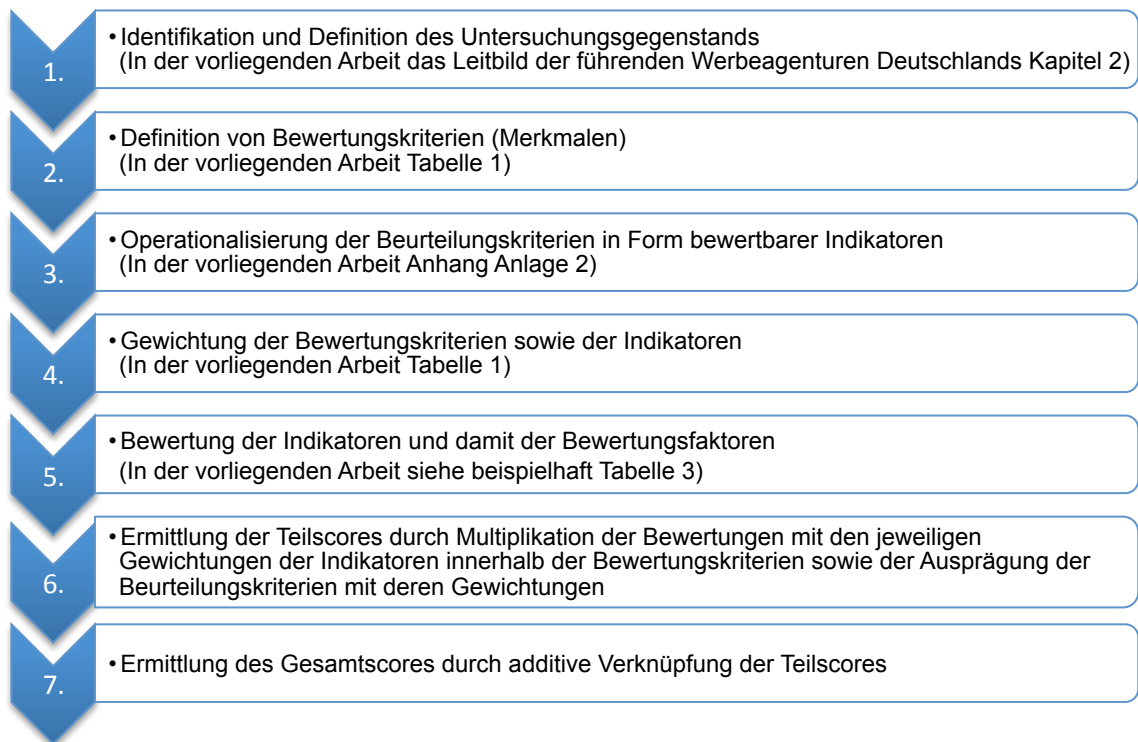 1.
• Identifikation und Definition des Untersuchungsgegenstands
(In der vorliegenden Arbeit das Leitbild der führenden Werbeagenturen Deutschlands Kapitel 2)
2.
• Definition von Bewertungskriterien (Merkmalen)
(In der vorliegenden Arbeit Tabelle 1)
3.
• Operationalisierung der Beurteilungskriterien in Form bewertbarer Indikatoren
(In der vorliegenden Arbeit Anhang Anlage 2)
4.
• Gewichtung der Bewertungskriterien sowie der Indikatoren
(In der vorliegenden Arbeit Tabelle 1)
5.
• Bewertung der Indikatoren und damit der Bewertungsfaktoren
(In der vorliegenden Arbeit siehe beispielhaft Tabelle 3)
6.
• Ermittlung der Teilscores durch Multiplikation der Bewertungen mit den jeweiligen
Gewichtungen der Indikatoren innerhalb der Bewertungskriterien sowie der Ausprägung der
Beurteilungskriterien mit deren Gewichtungen
7.
• Ermittlung des Gesamtscores durch additive Verknüpfung der Teilscores